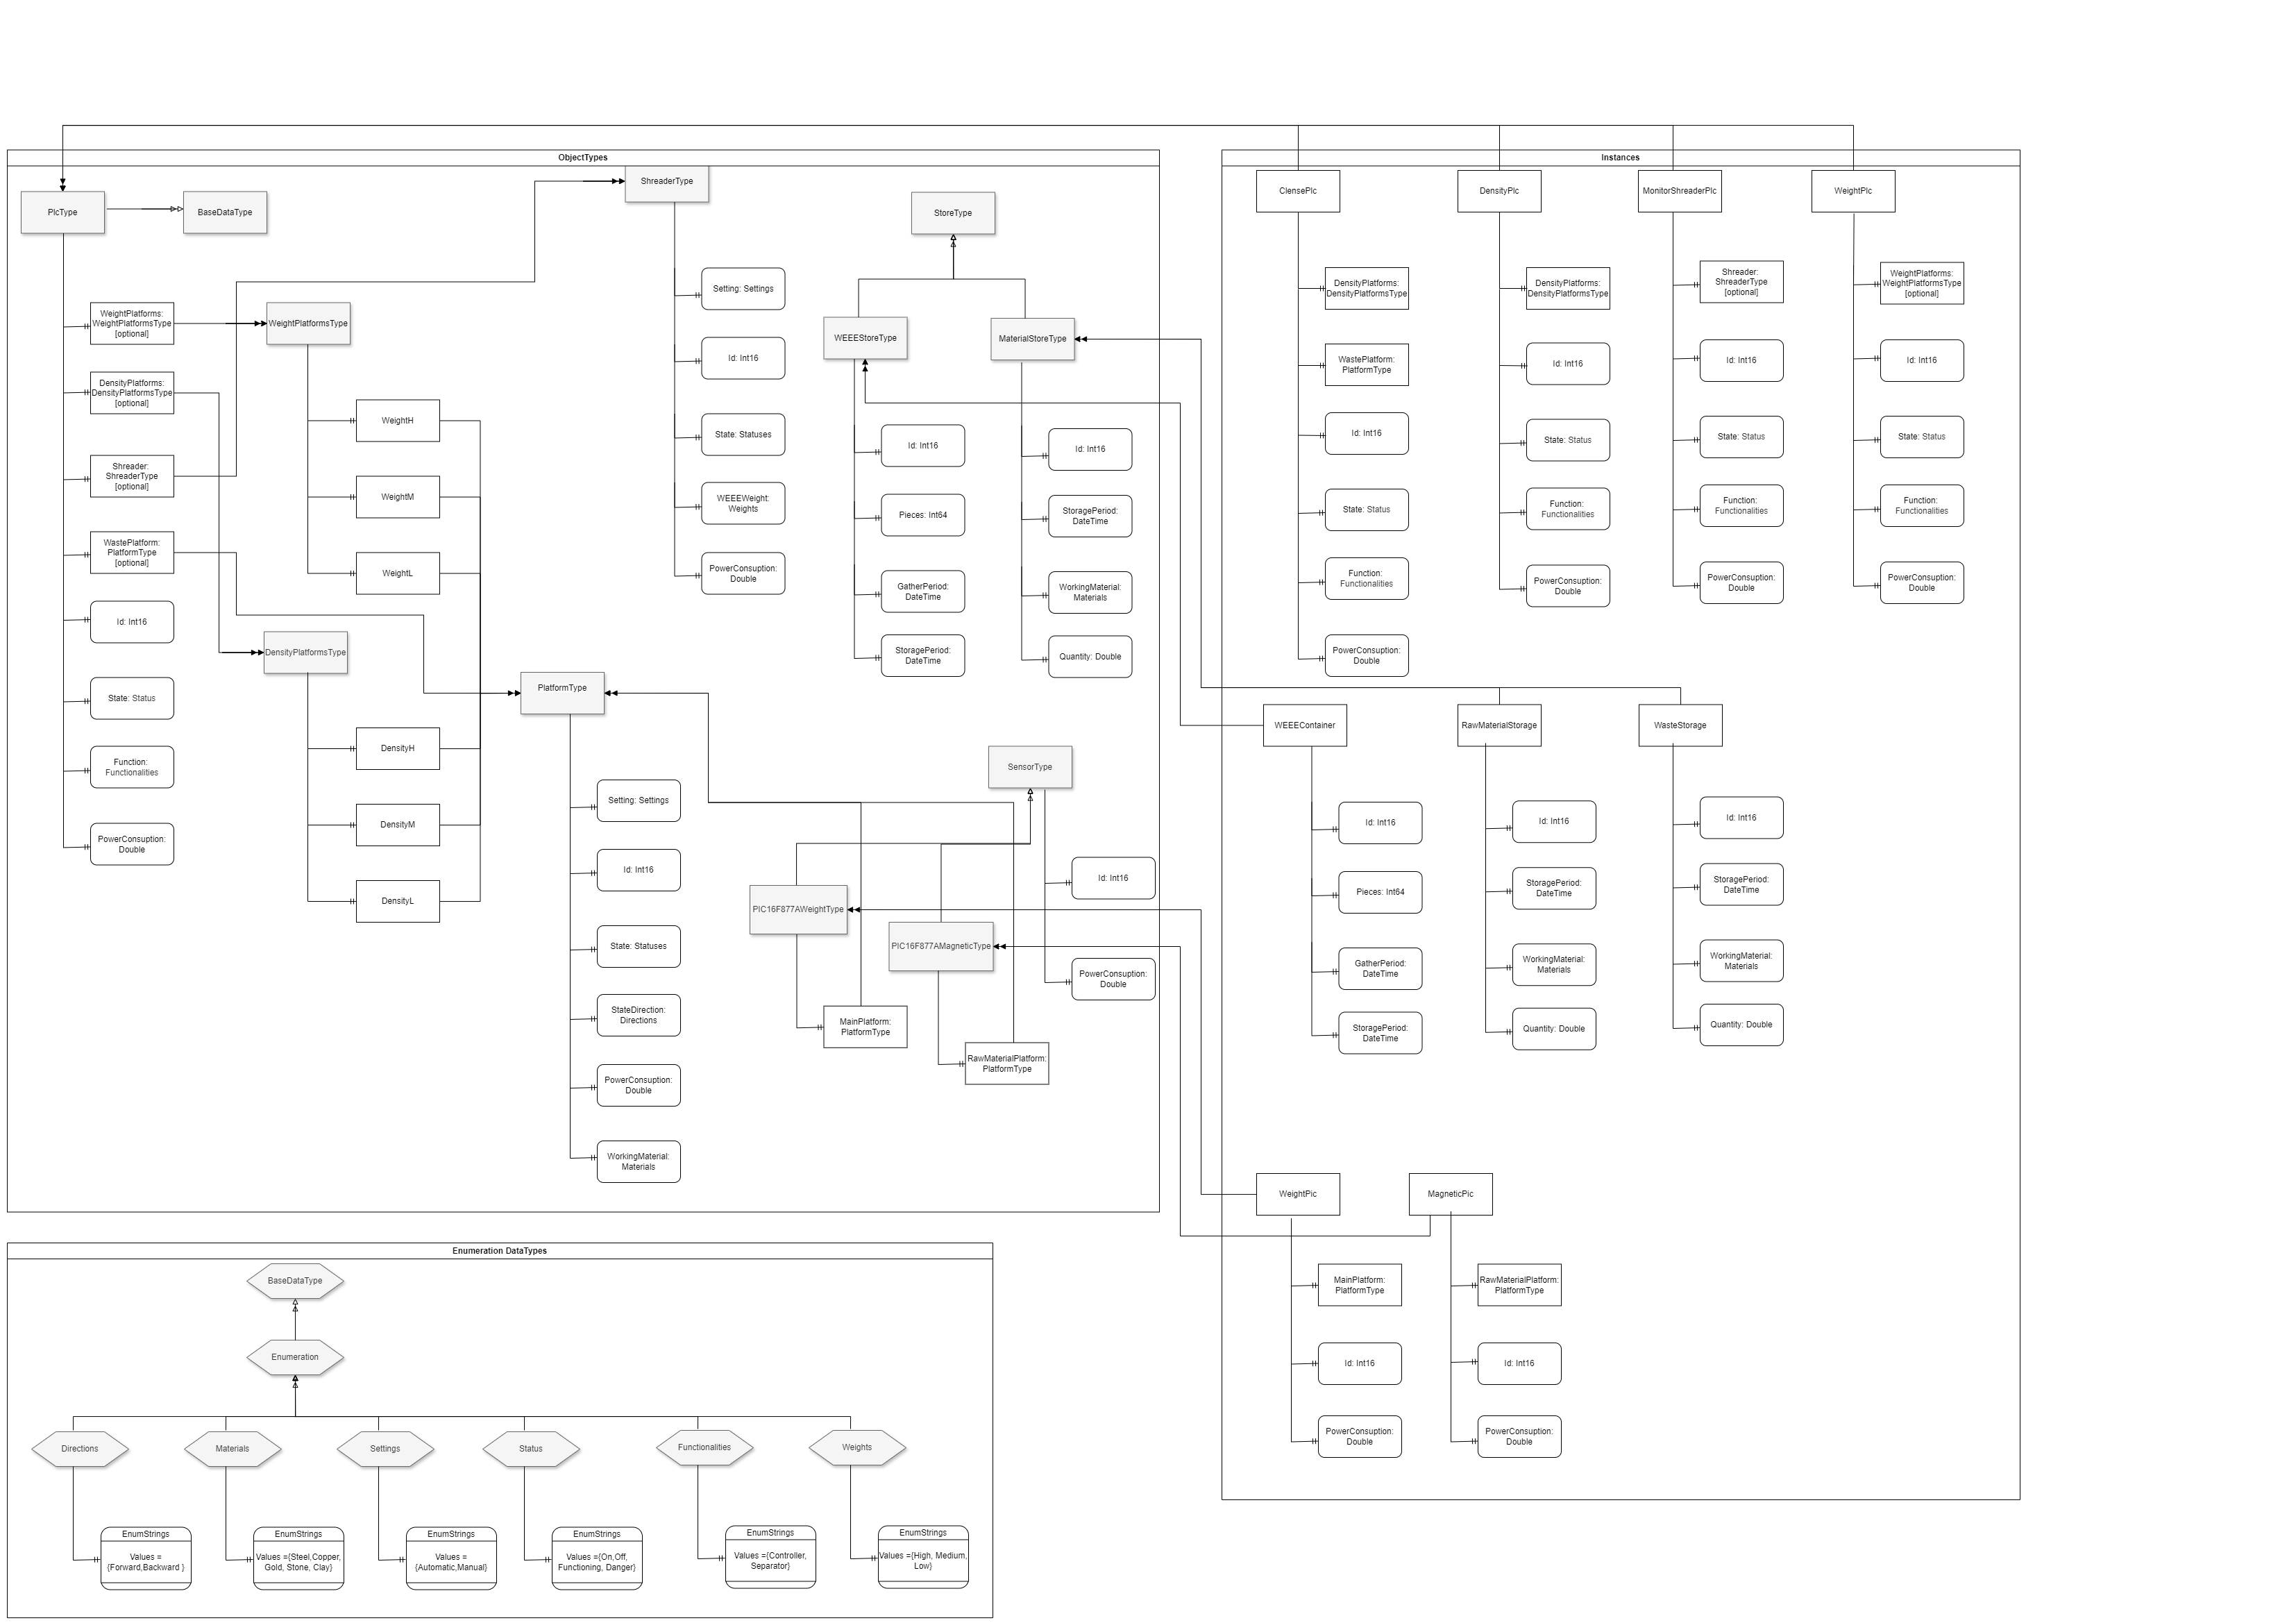 ObjectTypes
PlcType
BaseDataType
WeightPlatforms:
WeightPlatformsType
[optional]
DensityPlatforms:
DensityPlatformsType
[optional]
Shreader:
ShreaderType
[optional]
WastePlatform:
PlatformType
[optional]
Id: Int16
State: Status
Function:
Functionalities
PowerConsuption:
Double
WeightPlatformsType
WeightH
WeightM
WeightL
DensityPlatformsType
DensityH
DensityM
DensityL
ShreaderType
Setting: Settings
Id: Int16
State: Statuses
WEEEWeight:
Weights
PowerConsuption:
Double
PlatformType
Setting: Settings
Id: Int16
State: Statuses
StateDirection:
Directions
PowerConsuption:
Double
WorkingMaterial:
Materials
StoreType
WEEEStoreType
Id: Int16
Pieces: Int64
GatherPeriod:
DateTime
StoragePeriod:
DateTime
MaterialStoreType
Id: Int16
StoragePeriod:
DateTime
WorkingMaterial:
Materials
Quantity: Double
SensorType
Id: Int16
PowerConsuption:
Double
PIC16F877AWeightType
MainPlatform:
PlatformType
PIC16F877AMagneticType
RawMaterialPlatform:
PlatformType
Instances
ClensePlc
DensityPlatforms:
DensityPlatformsType
WastePlatform:
PlatformType
Id: Int16
State: Status
Function:
Functionalities
PowerConsuption:
Double
DensityPlc
DensityPlatforms:
DensityPlatformsType
Id: Int16
State: Status
Function:
Functionalities
PowerConsuption:
Double
MonitorShreaderPlc
Shreader:
ShreaderType
[optional]
Id: Int16
State: Status
Function:
Functionalities
PowerConsuption:
Double
WeightPlc
WeightPlatforms:
WeightPlatformsType
[optional]
Id: Int16
State: Status
Function:
Functionalities
PowerConsuption:
Double
WEEEContainer
Id: Int16
Pieces: Int64
GatherPeriod:
DateTime
StoragePeriod:
DateTime
RawMaterialStorage
Id: Int16
StoragePeriod:
DateTime
WorkingMaterial:
Materials
Quantity: Double
WasteStorage
Id: Int16
StoragePeriod:
DateTime
WorkingMaterial:
Materials
Quantity: Double
WeightPic
MainPlatform:
PlatformType
Id: Int16
PowerConsuption:
Double
MagneticPic
RawMaterialPlatform:
PlatformType
Id: Int16
PowerConsuption:
Double
Enumeration DataTypes
BaseDataType
Enumeration
Directions
Materials
Settings
Status
Functionalities
Weights
EnumStrings
Values =
{Forward,Backward }
EnumStrings
Values ={Steel,Copper,
Gold, Stone, Clay}
EnumStrings
Values =
{Automatic,Manual}
EnumStrings
Values ={On,Off,
Functioning, Danger}
EnumStrings
Values ={Controller,
Separator}
EnumStrings
Values ={High, Medium,
Low}